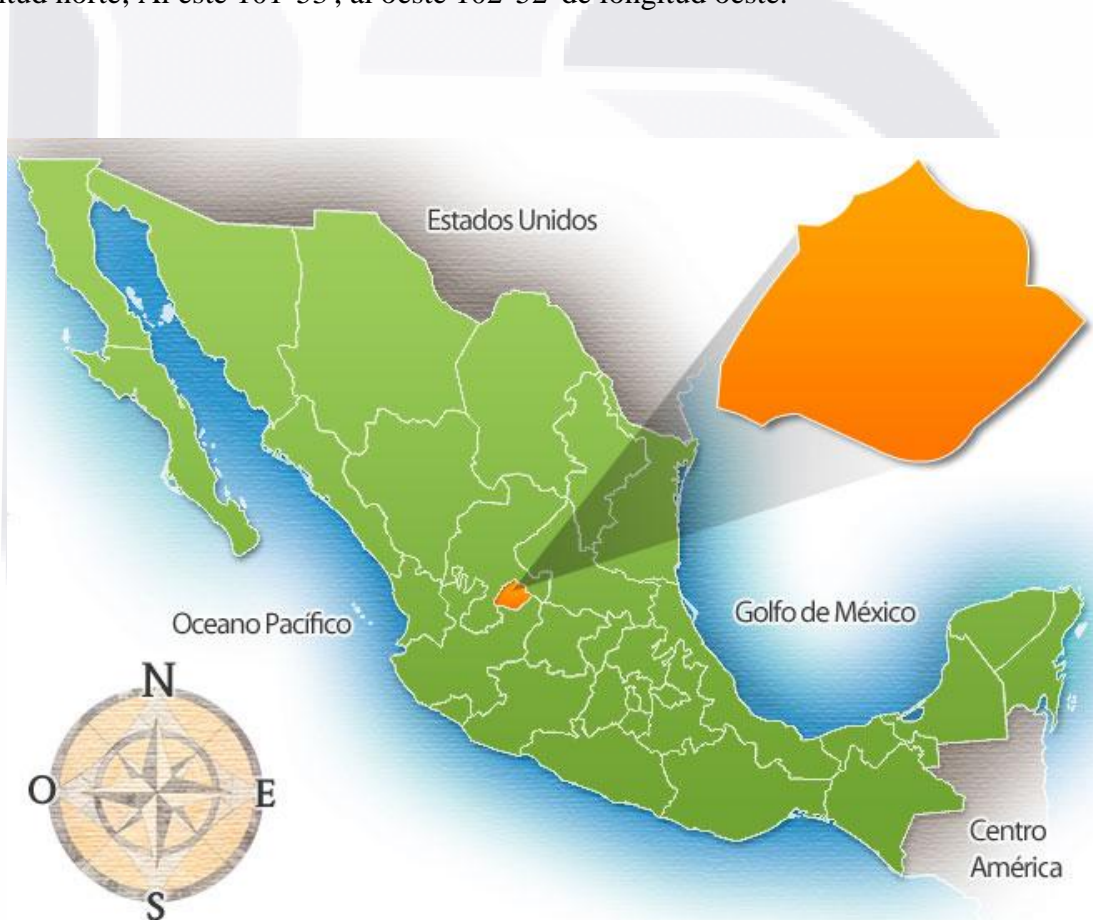 norte, Al este 101°53', al oeste 102°52' de longitud oeste.
Estados Unidos
Oceano Pacífico
Golfo de México
N
O
E
S
Centro
América